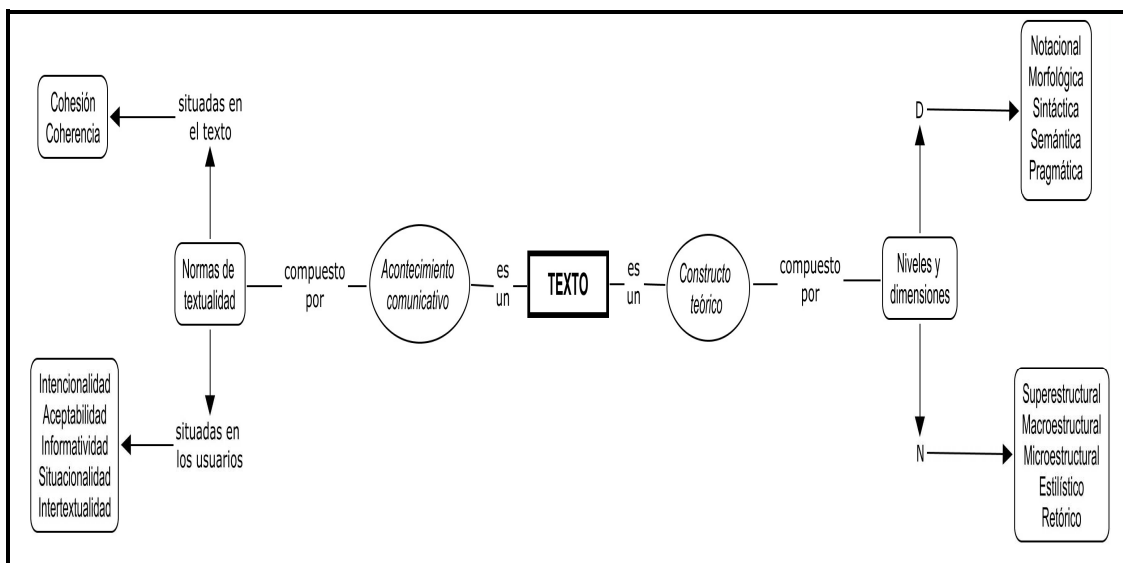 Cohesión
Coherencia
situadas en
el texto
Normas de
textualidad
compuesto
por
Acontecimiento
comunicativo
es
un
TEXTO
es
un
Constructo
teórico
compuesto
por
Niveles y
dimensiones
D
Notacional
Morfológica
Sintáctica
Semántica
Pragmática
Intencionalidad
Aceptabilidad
Informatividad
Situacionalidad
Intertextualidad
situadas en
los usuarios
N
Superestructural
Macroestructural
Microestructural
Estilístico
Retórico